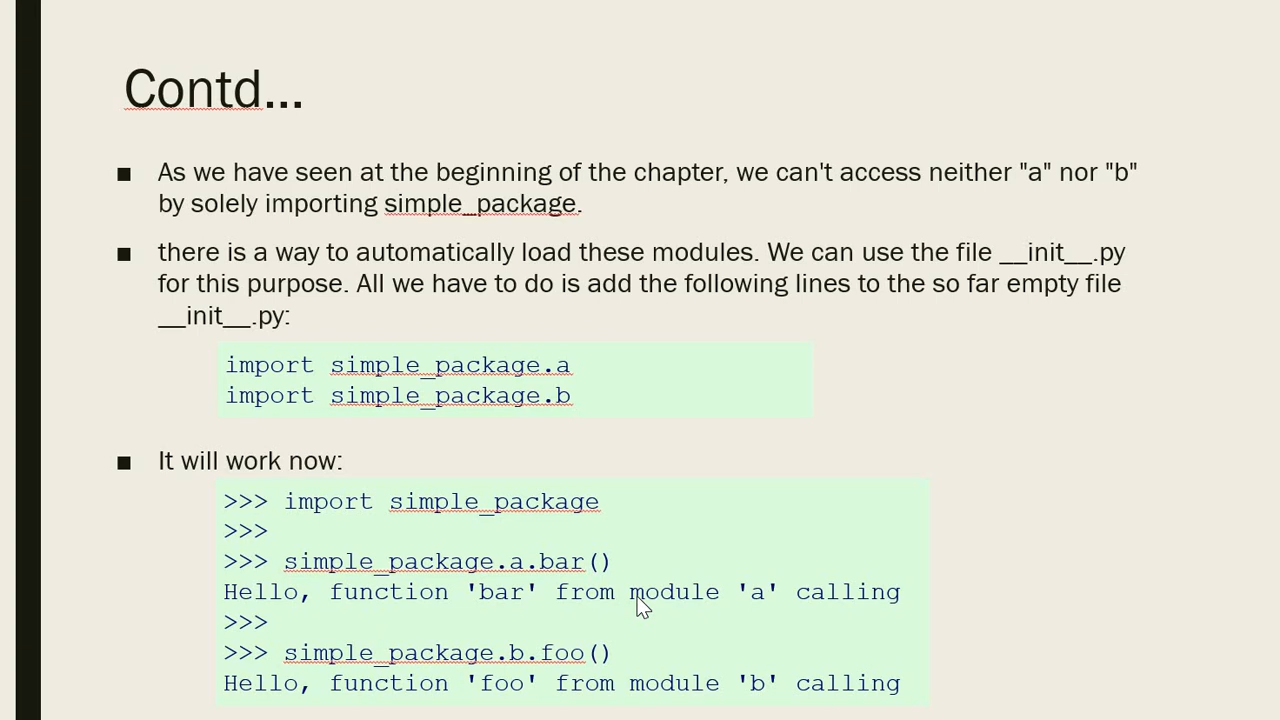 Contd...
■ As we have seen at the beginning of the chapter, we can't access neither "a" nor "b"
by solely importing simple_package.
■ there is a way to automatically load these modules. We can use the file __init__.py
for this purpose. All we have to do is add the following lines to the so far empty file
__init__.py:
import simple_package.a
import simple_package.b
■ It will work now:
>>> import simple_package
>>>
>>> simple_package.a.bar()
Hello, function 'bar' from module 'a' calling
>>>
>>> simple_package.b.foo()
Hello, function 'foo' from module 'b' calling